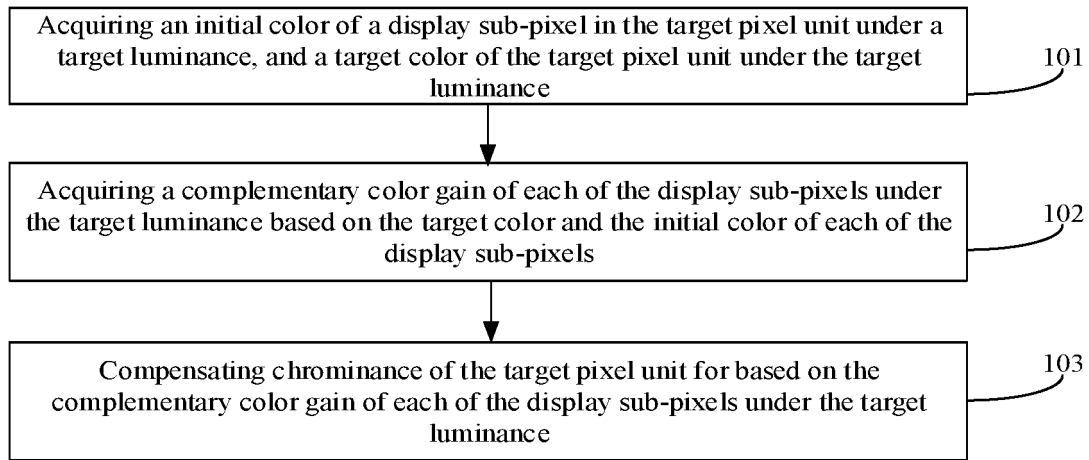 Acquiring an initial color of a display sub-pixel in the target pixel unit under a
target luminance, and a target color of the target pixel unit under the target
luminance
101
Acquiring a complementary color gain of each of the display sub-pixels under
the target luminance based on the target color and the initial color of each of the
display sub-pixels
102
Compensating chrominance of the target pixel unit for based on the
complementary color gain of each of the display sub-pixels under the target
luminance
103